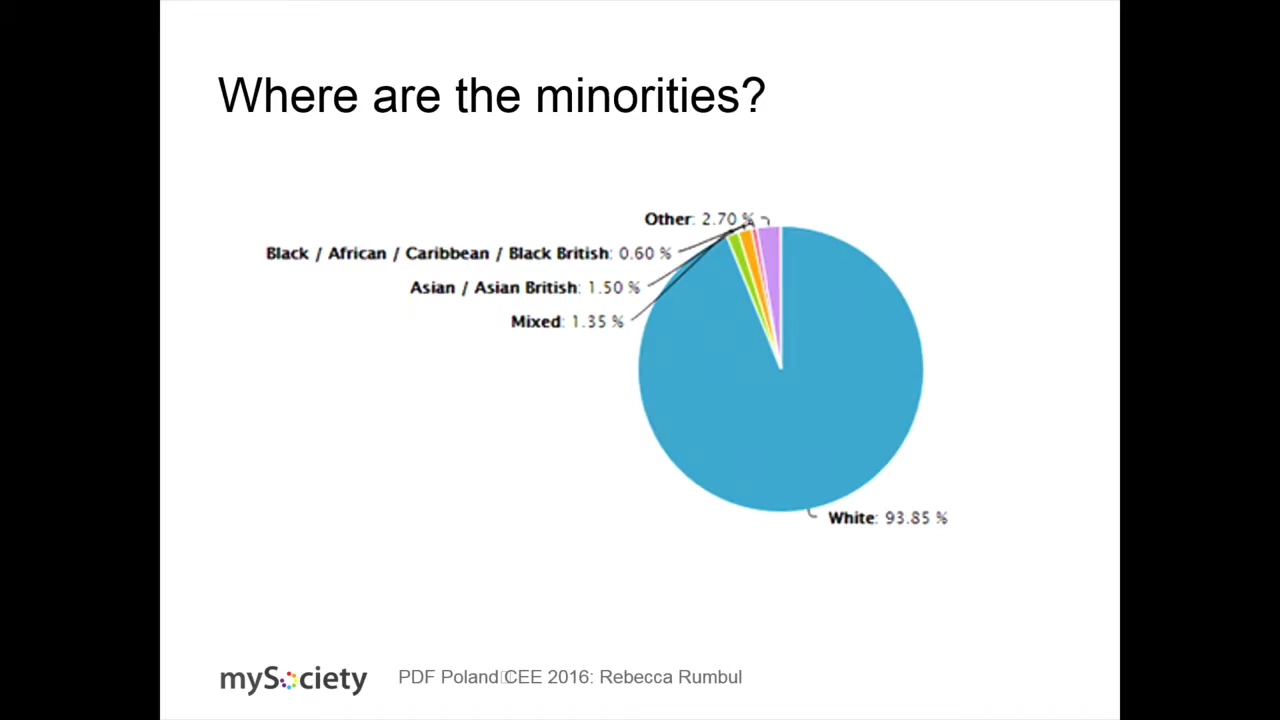 Where are the minorities?
Other: 2.70 %
Black / African / Caribbean / Black British: 0.60 %
Asian / Asian British: 1.50 %
Mixed: 1.35 %
White: 93.85 %
mySociety
PDF Poland CEE 2016: Rebecca Rumbul